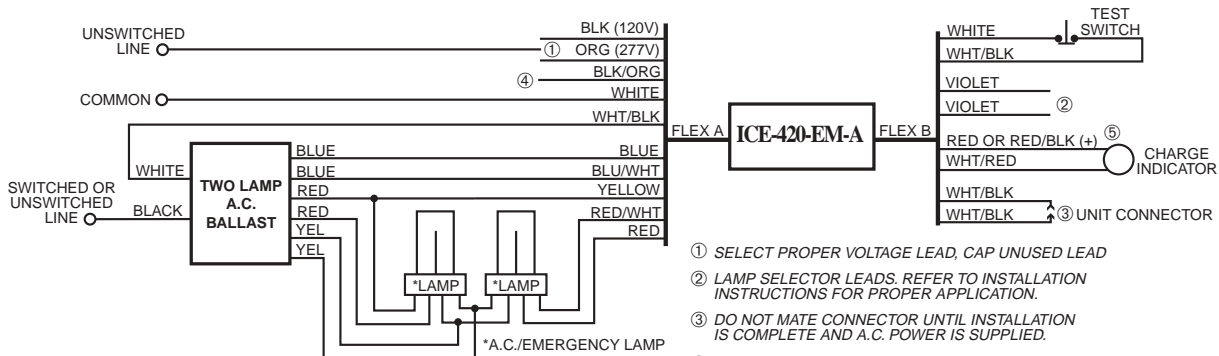 UNSWITCHED
LINE
① ORG (277V)
BLK (120V)
④ BLK/ORG
COMMON
WHITE
WHT/BLK
FLEX A
ICE-420-EM-A
FLEX B
WHITE
TEST
SWITCH
WHT/BLK
VIOLET
VIOLET
②
RED OR RED/BLK (+) ⑤
WHT/RED
CHARGE
INDICATOR
WHT/BLK
WHT/BLK
③ UNIT CONNECTOR
SWITCHED OR
UNSWITCHED
LINE
BLACK
WHITE
TWO LAMP
A.C.
BALLAST
BLUE
BLUE
RED
RED
YEL
YEL
BLUE
BLU/WHT
YELLOW
RED/WHT
RED
*LAMP
*LAMP
*A.C./EMERGENCY LAMP
① SELECT PROPER VOLTAGE LEAD, CAP UNUSED LEAD
② LAMP SELECTOR LEADS. REFER TO INSTALLATION
INSTRUCTIONS FOR PROPER APPLICATION.
③ DO NOT MATE CONNECTOR UNTIL INSTALLATION
IS COMPLETE AND A.C. POWER IS SUPPLIED.